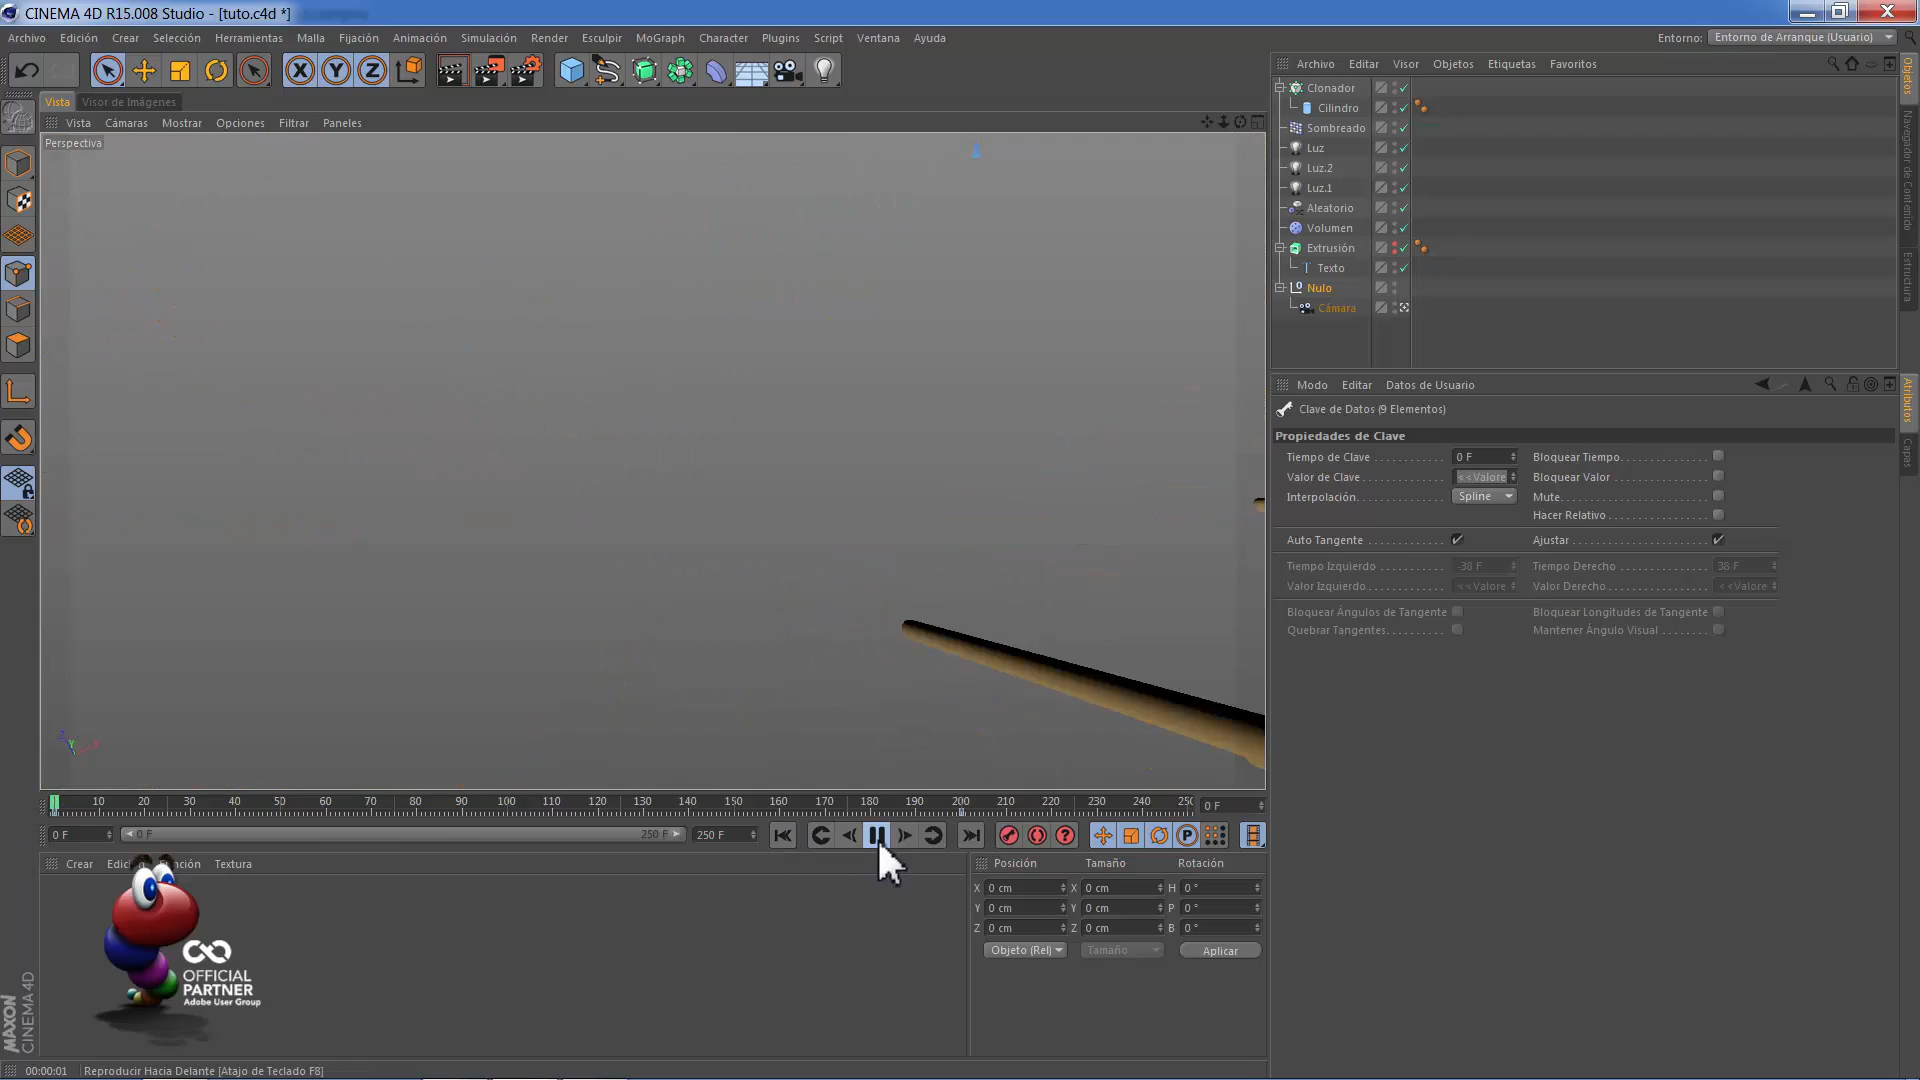 CINEMA 4D R15.008 Studio - [tuto.c4d *]
Archivo Edición Crear Selección Herramientas Malla Fijación Animación Simulación Render Esculpir MoGraph Character Plugins Script Ventana Ayuda
Entorno: Entorno de Arranque (Usuario)
X Y Z
Vista Visor de Imágenes
Vista Cámaras Mostrar Opciones Filtrar Paneles
Perspectiva
Z Y X
0 10 20 30 40 50 60 70 80 90 100 110 120 130 140 150 160 170 180 190 200 210 220 230 240 250
0 F
0 F 0 F 250 F 250 F
Crear Edición Función Textura
OFFICIAL
PARTNER
Adobe User Group
MAXON
CINEMA 4D
Posición Tamaño Rotación
X 0 cm X 0 cm H 0 °
Y 0 cm Y 0 cm P 0 °
Z 0 cm Z 0 cm B 0 °
Objeto (Rel) Tamaño Aplicar
00:00:01 Reproducir Hacia Delante [Atajo de Teclado F8]
Archivo Editar Visor Objetos Etiquetas Favoritos
Clonador
Cilindro
Sombreado
Luz
Luz.2
Luz.1
Aleatorio
Volumen
Extrusión
Texto
Nulo
Cámara
Objetos
Navegador de Contenido
Estructura
Modo Editar Datos de Usuario
Clave de Datos (9 Elementos)
Propiedades de Clave
Tiempo de Clave 0 F Bloquear Tiempo
Valor de Clave <<Valore Bloquear Valor
Interpolación Spline Mute
Hacer Relativo
Auto Tangente Ajustar
Tiempo Izquierdo -38 F Tiempo Derecho 38 F
Valor Izquierdo <<Valore Valor Derecho <<Valore
Bloquear Ángulos de Tangente Bloquear Longitudes de Tangente
Quebrar Tangentes Mantener Ángulo Visual
Atributos
Capas